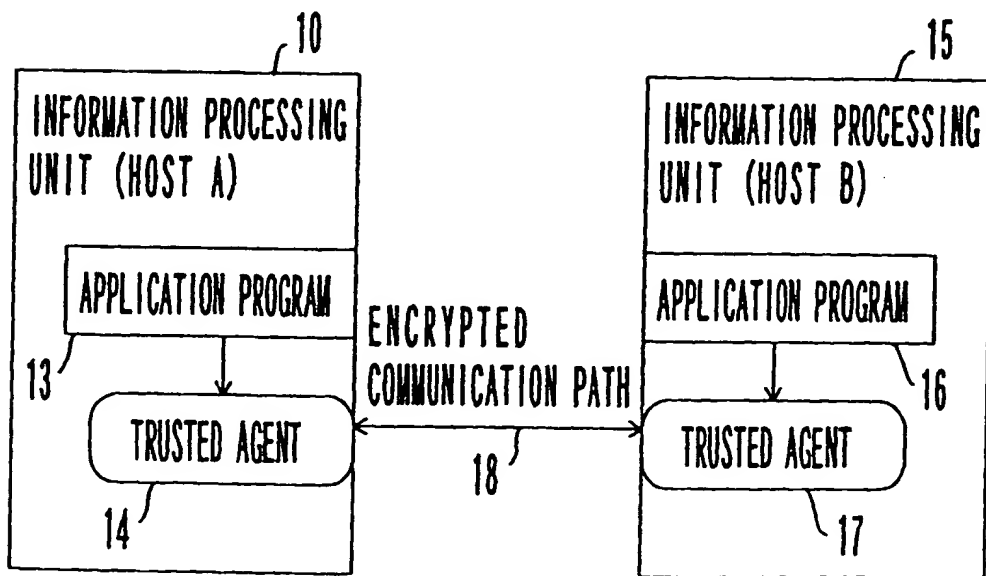 10
INFORMATION PROCESSING
UNIT (HOST A)
APPLICATION PROGRAM
13
TRUSTED AGENT
14
ENCRYPTED
COMMUNICATION PATH
18
15
INFORMATION PROCESSING
UNIT (HOST B)
APPLICATION PROGRAM
16
TRUSTED AGENT
17